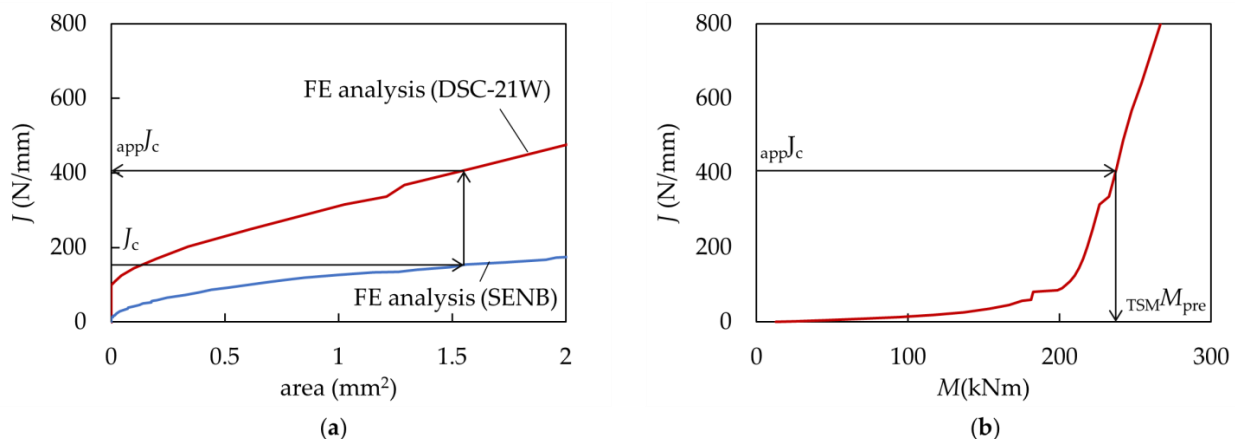 800
600
400
200
0
J (N/mm)
FE analysis (DSC-21W)
appJc
Jc
FE analysis (SENB)
0 0.5 1 1.5 2
area (mm²)
(a)
800
600
400
200
0
J (N/mm)
appJc
TSMMpre
0 100 200 300
M(kNm)
(b)